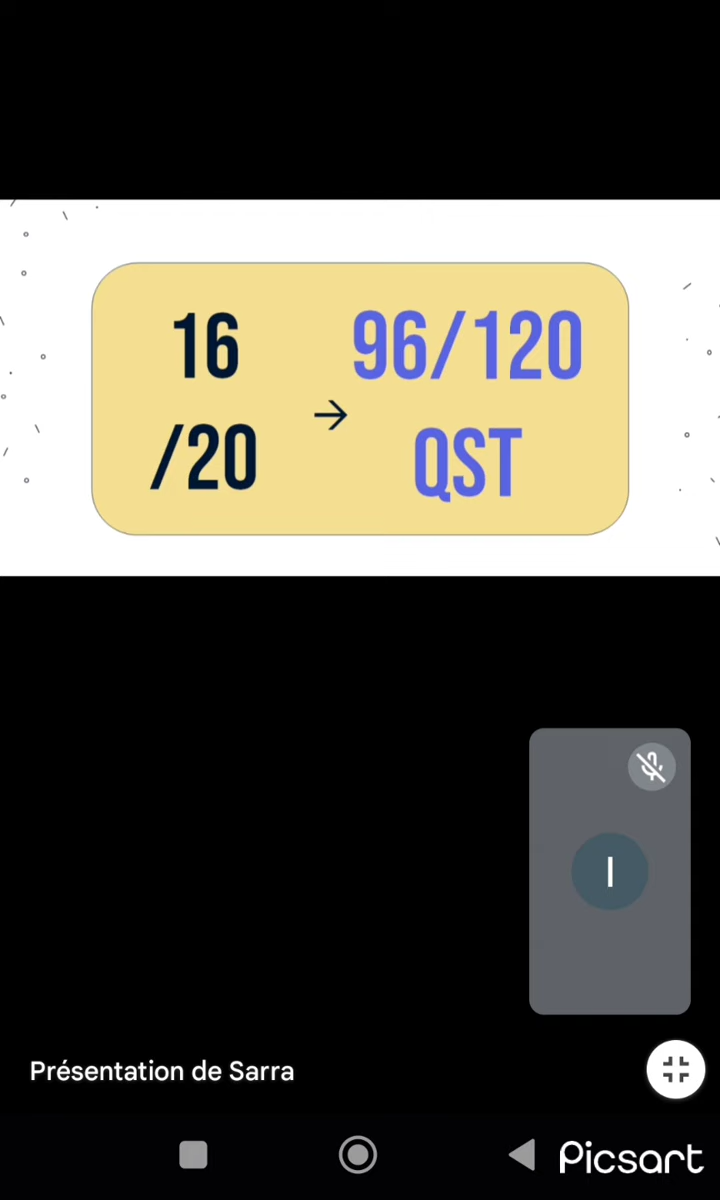 16
/20
→
96/120
QST
I
Présentation de Sarra
Picsart